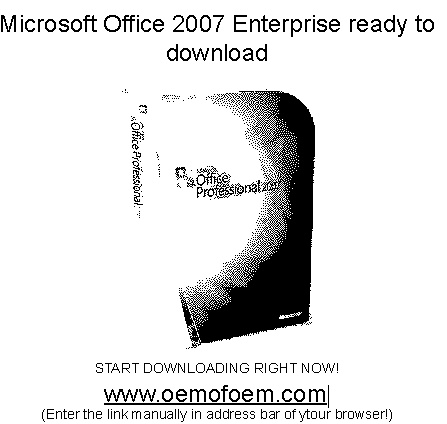 Microsoft Office 2007 Enterprise ready to
download
Office Professional
Office
Professional 2007
START DOWNLOADING RIGHT NOW!
www.oemofoem.com
(Enter the link manually in address bar of ytour browser!)